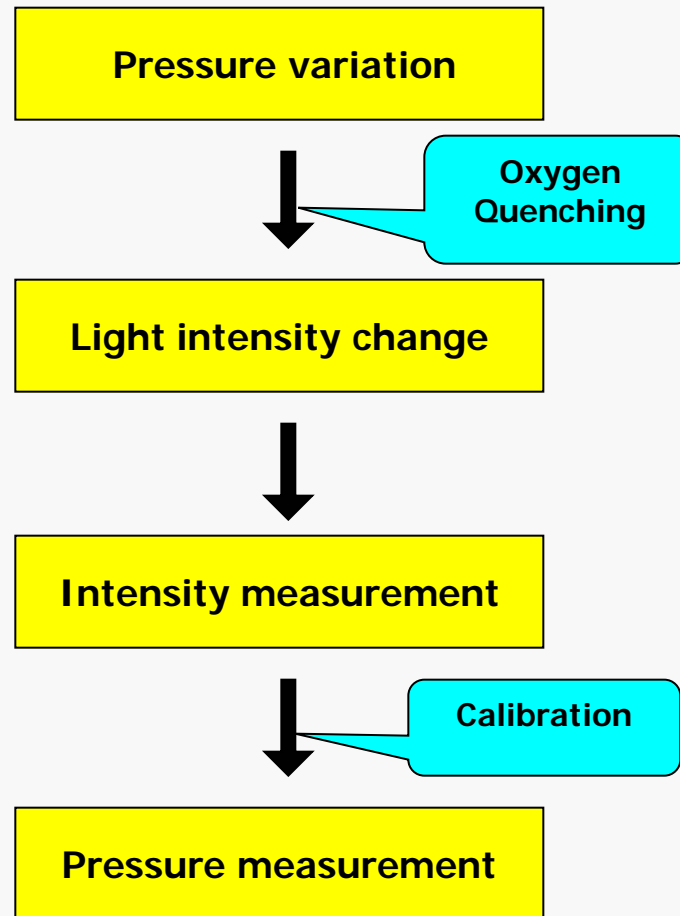 Pressure variation
Oxygen
Quenching
Light intensity change
Intensity measurement
Calibration
Pressure measurement